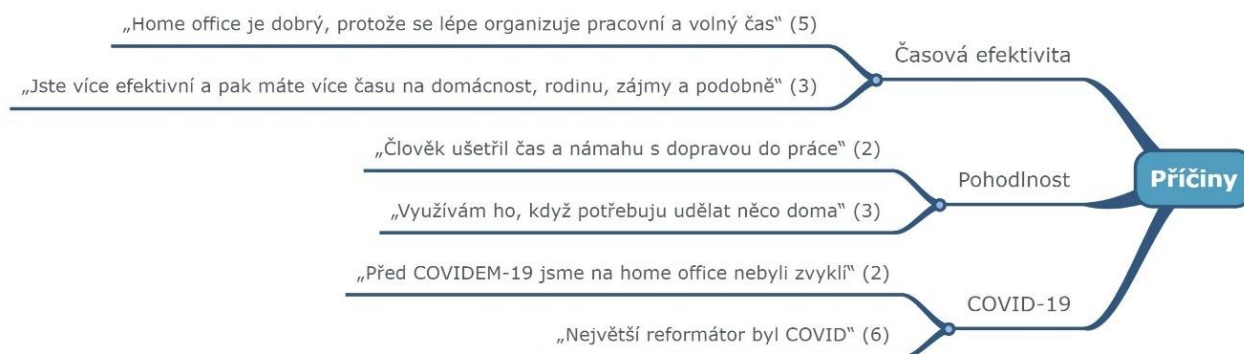 „Home office je dobrý, protože se lépe organizuje pracovní a volný čas“ (5)
Časová efektivita
„Jste více efektivní a pak máte více času na domácnost, rodinu, zájmy a podobně“ (3)
„Člověk ušetřil čas a námahu s dopravou do práce“ (2)
Pohodlnost
Příčiny
„Využívám ho, když potřebuju udělat něco doma“ (3)
„Před COVIDEM-19 jsme na home office nebyli zvyklí“ (2)
COVID-19
„Největší reformátor byl COVID“ (6)